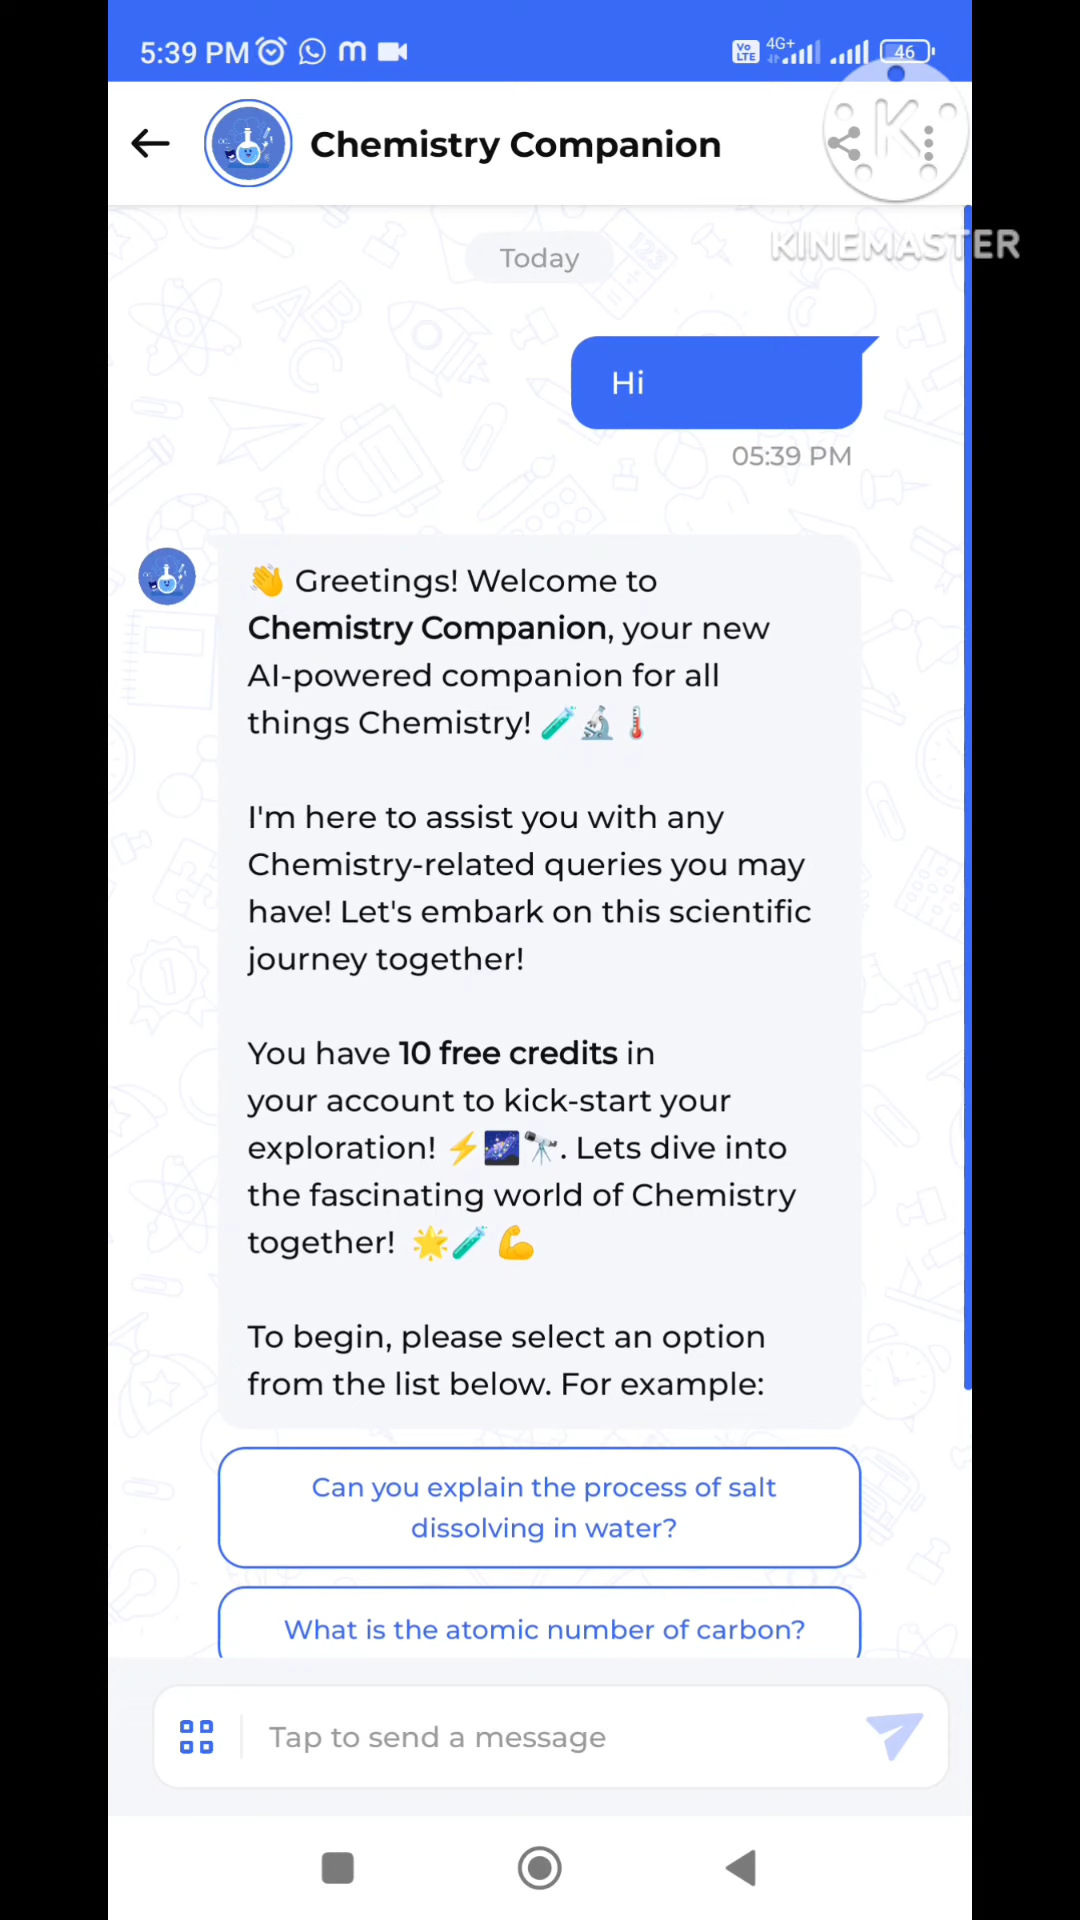 5:39 PM
Vo LTE 4G+ 46
Chemistry Companion
K
KINEMASTER
Today
Hi
05:39 PM
👋 Greetings! Welcome to
Chemistry Companion, your new
AI-powered companion for all
things Chemistry! 🧪🔬🌡️
I'm here to assist you with any
Chemistry-related queries you may
have! Let's embark on this scientific
journey together!
You have 10 free credits in
your account to kick-start your
exploration! ⚡🌌🔭. Lets dive into
the fascinating world of Chemistry
together! 🌟🧪💪
To begin, please select an option
from the list below. For example:
Can you explain the process of salt
dissolving in water?
What is the atomic number of carbon?
Tap to send a message